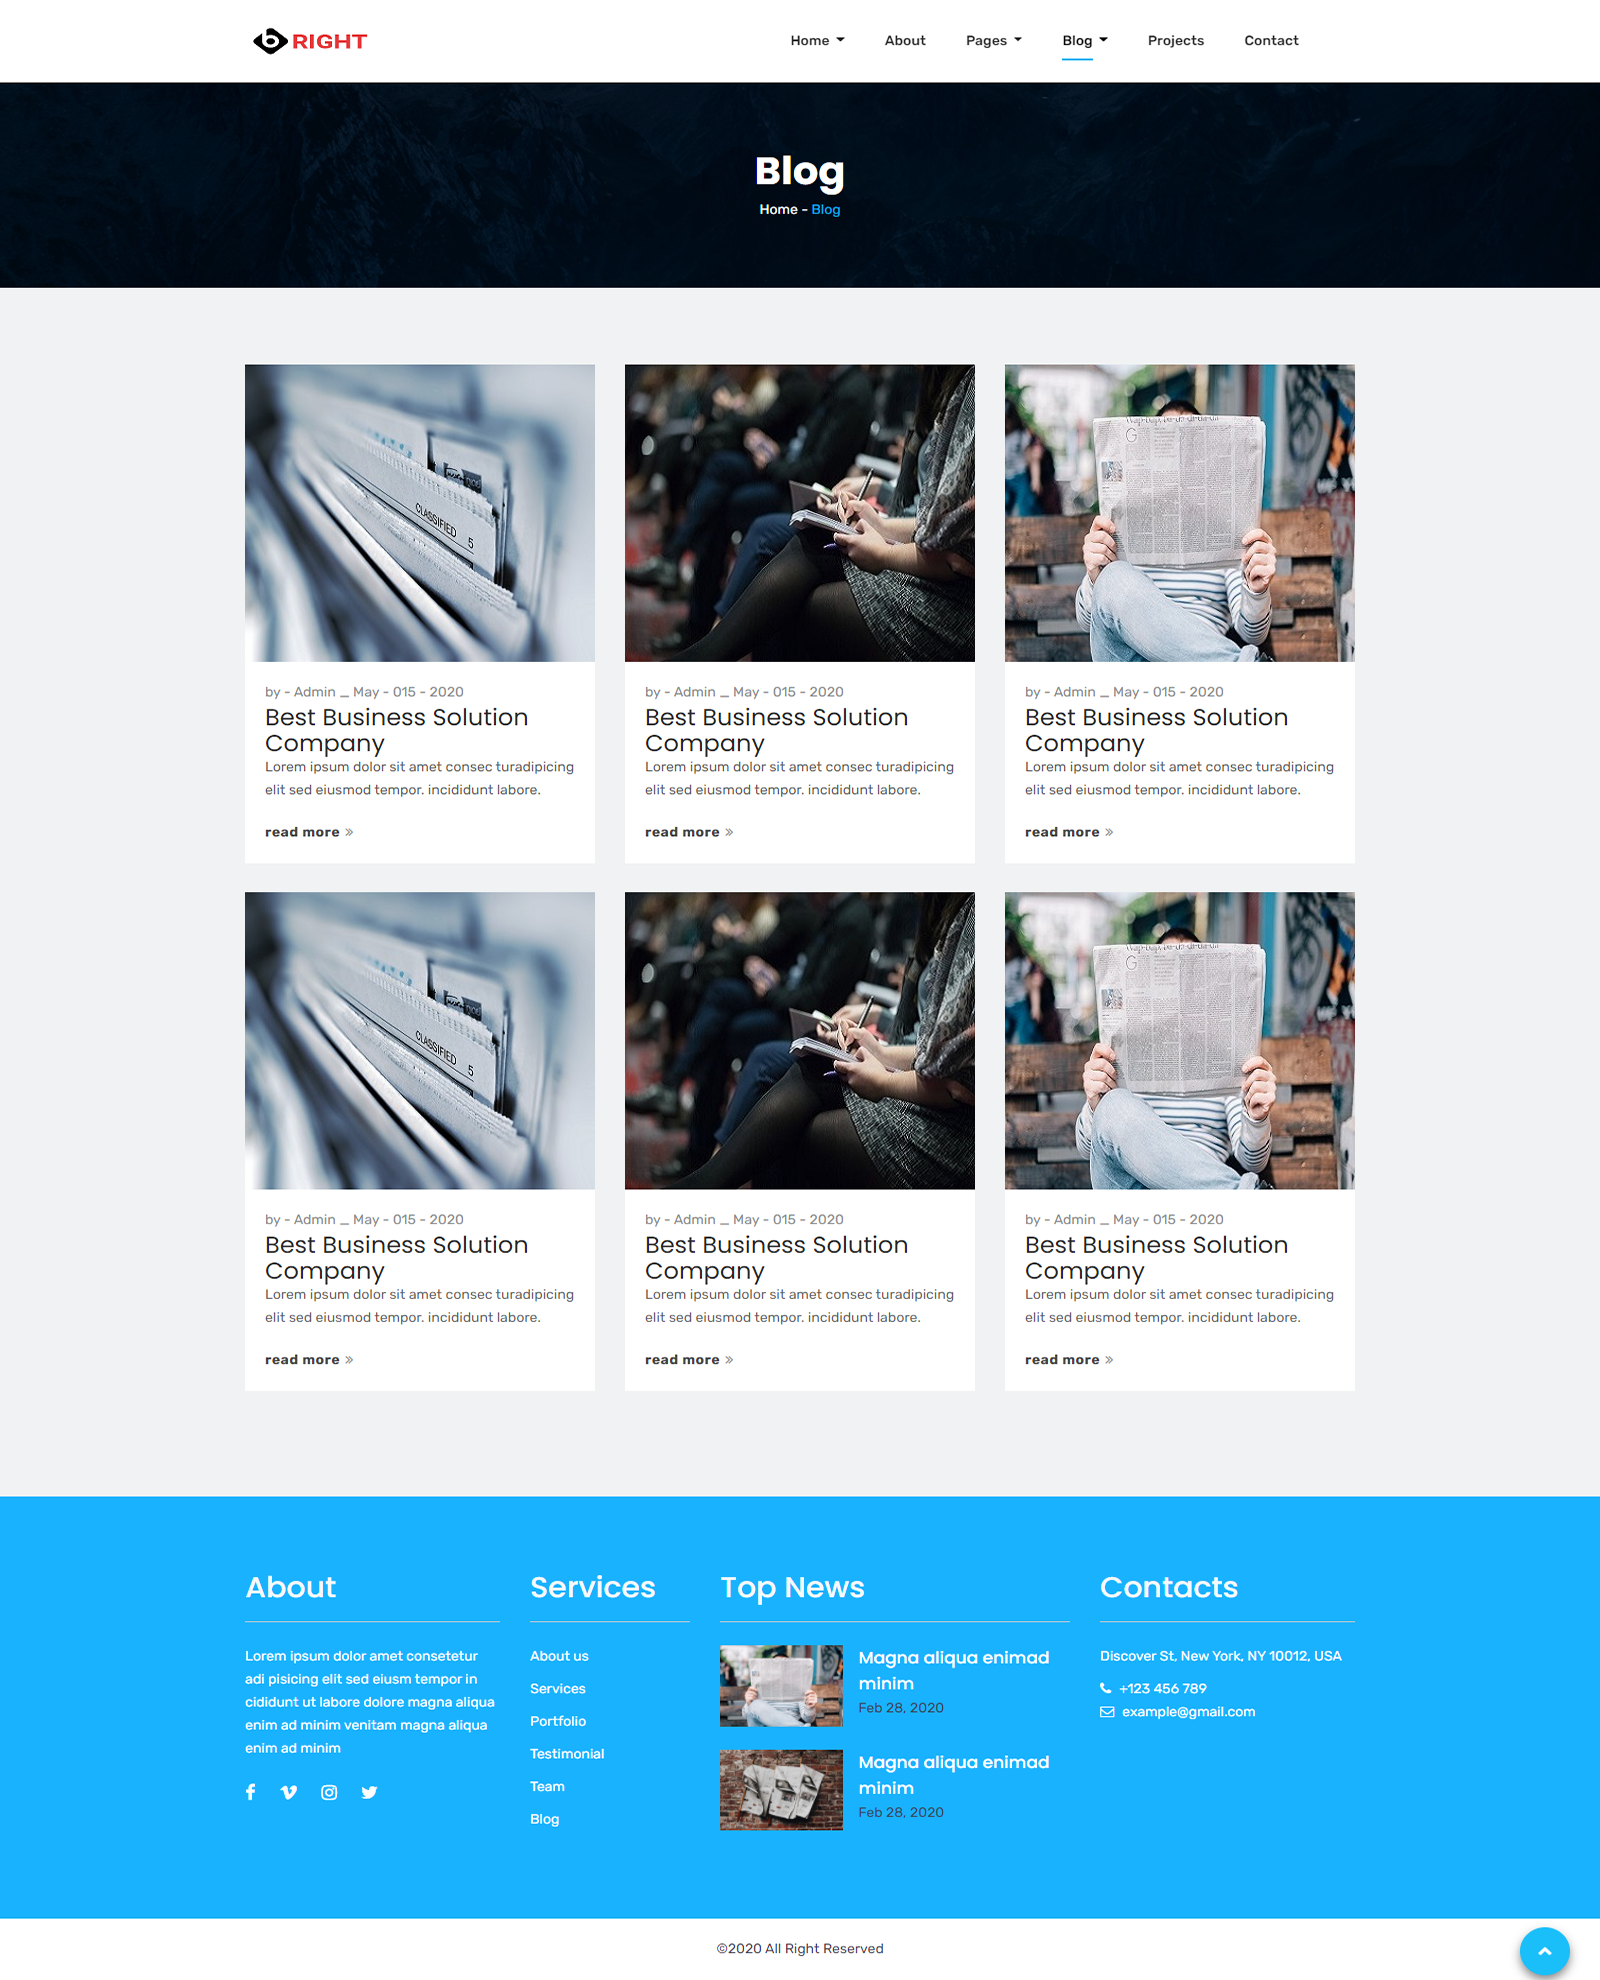 b RIGHT
Home About Pages Blog Projects Contact
Blog
Home - Blog
CLASSIFIED 5
by - Admin _ May - 015 - 2020
Best Business Solution
Company
Lorem ipsum dolor sit amet consec turadipicing
elit sed eiusmod tempor. incididunt labore.
read more »
by - Admin _ May - 015 - 2020
Best Business Solution
Company
Lorem ipsum dolor sit amet consec turadipicing
elit sed eiusmod tempor. incididunt labore.
read more »
by - Admin _ May - 015 - 2020
Best Business Solution
Company
Lorem ipsum dolor sit amet consec turadipicing
elit sed eiusmod tempor. incididunt labore.
read more »
CLASSIFIED 5
by - Admin _ May - 015 - 2020
Best Business Solution
Company
Lorem ipsum dolor sit amet consec turadipicing
elit sed eiusmod tempor. incididunt labore.
read more »
by - Admin _ May - 015 - 2020
Best Business Solution
Company
Lorem ipsum dolor sit amet consec turadipicing
elit sed eiusmod tempor. incididunt labore.
read more »
by - Admin _ May - 015 - 2020
Best Business Solution
Company
Lorem ipsum dolor sit amet consec turadipicing
elit sed eiusmod tempor. incididunt labore.
read more »
About
Lorem ipsum dolor amet consetetur
adi pisicing elit sed eiusm tempor in
cididunt ut labore dolore magna aliqua
enim ad minim venitam magna aliqua
enim ad minim
Services
About us
Services
Portfolio
Testimonial
Team
Blog
Top News
Magna aliqua enimad
minim
Feb 28, 2020
Magna aliqua enimad
minim
Feb 28, 2020
Contacts
Discover St, New York, NY 10012, USA
+123 456 789
example@gmail.com
©2020 All Right Reserved